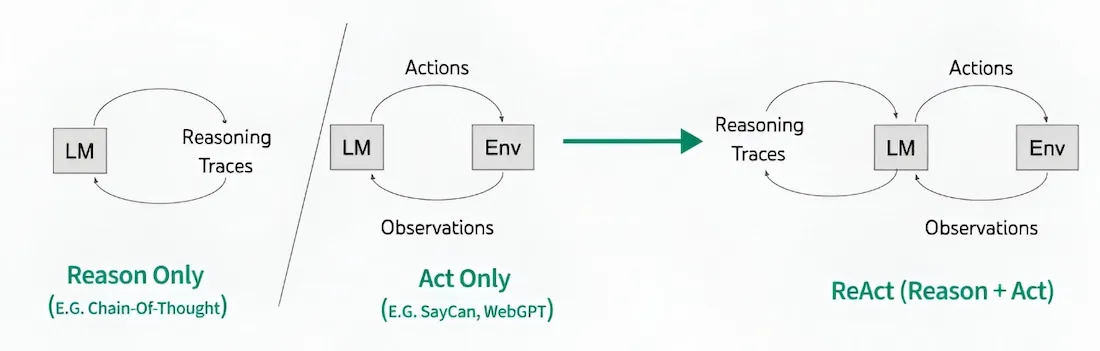 LM
Reasoning
Traces
Reason Only
(E.G. Chain-Of-Thought)
Actions
LM
Env
Observations
Act Only
(E.G. SayCan, WebGPT)
Reasoning
Traces
Actions
LM
Env
Observations
ReAct (Reason + Act)